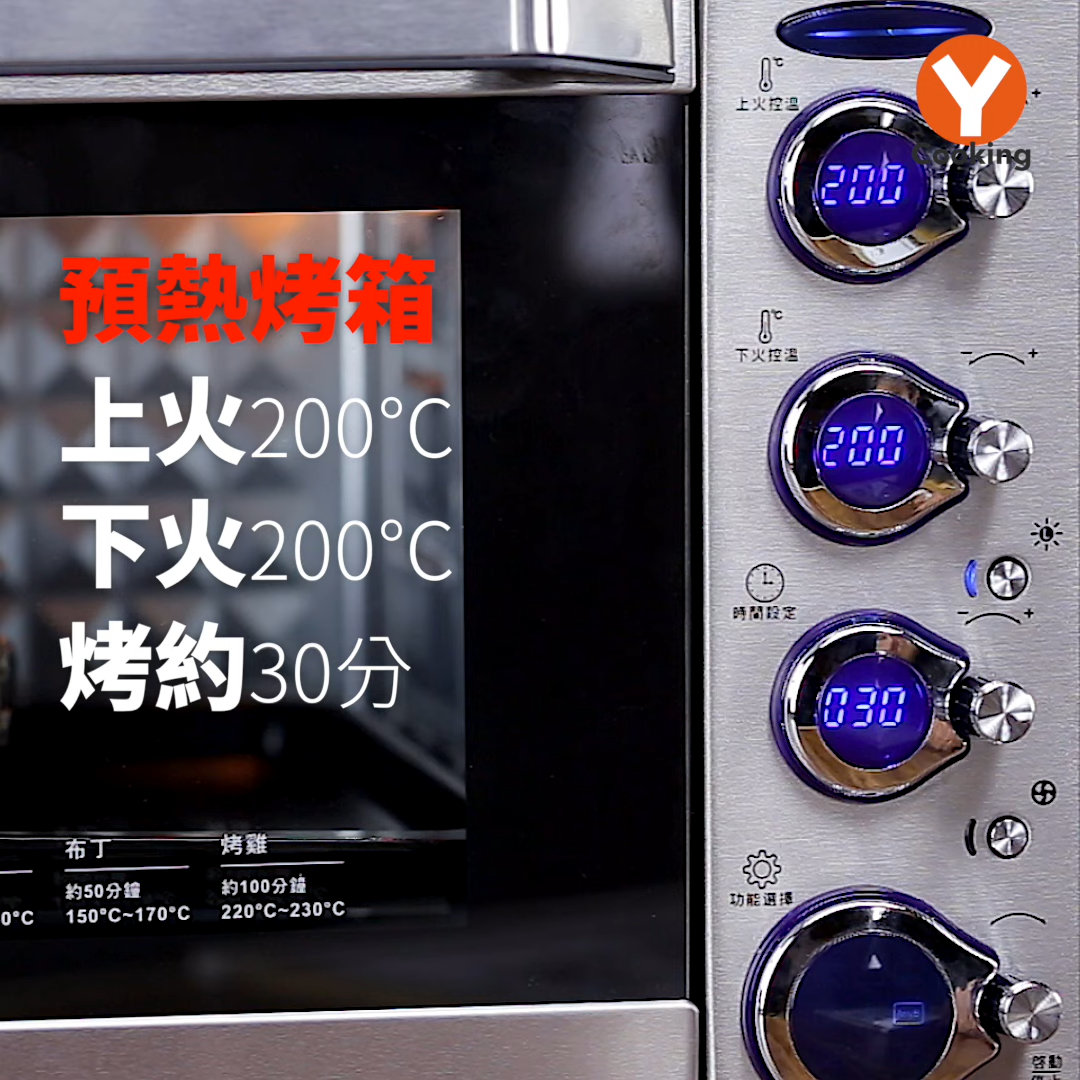 Y
Cooking
°C
上火控溫
+
200
預熱烤箱
上火200°C
下火200°C
烤約30分
°C
下火控溫
- +
200
時間設定
- +
030
布丁
約50分鐘
150°C~170°C
烤雞
約100分鐘
220°C~230°C
0°C
功能選擇
啓動